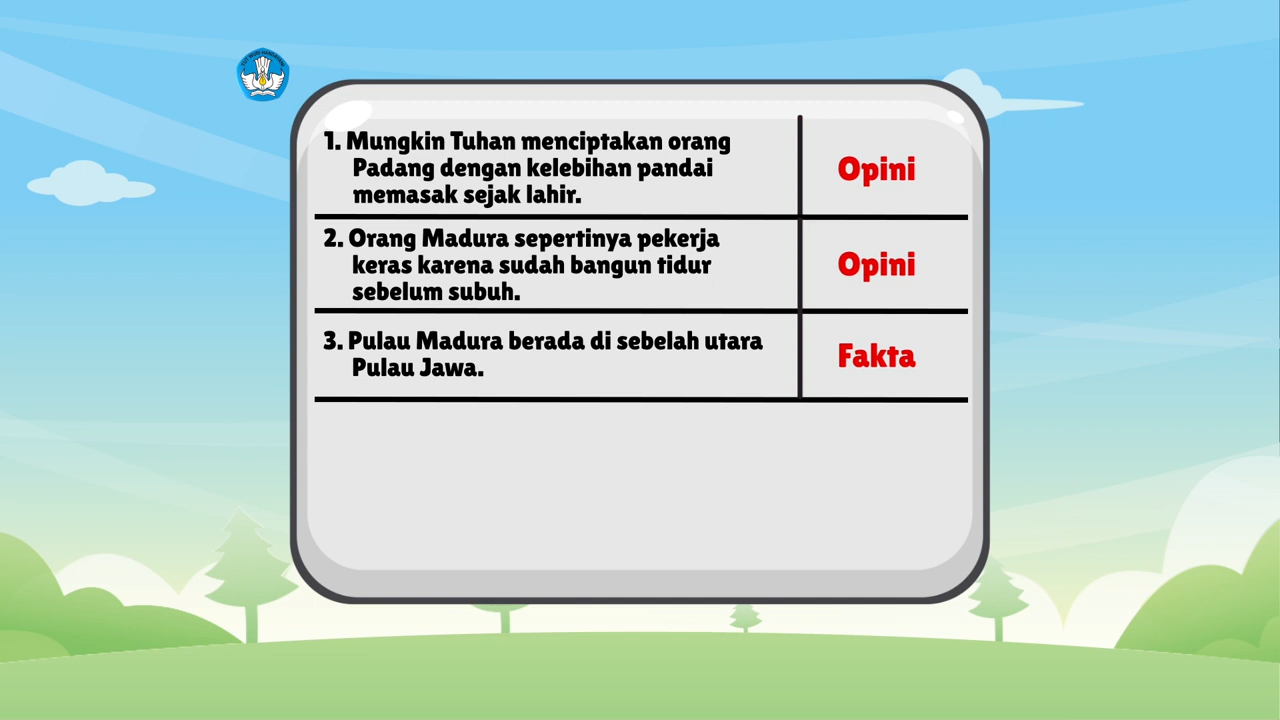 1. Mungkin Tuhan menciptakan orang
Padang dengan kelebihan pandai
memasak sejak lahir.
Opini
2. Orang Madura sepertinya pekerja
keras karena sudah bangun tidur
sebelum subuh.
Opini
3. Pulau Madura berada di sebelah utara
Pulau Jawa.
Fakta